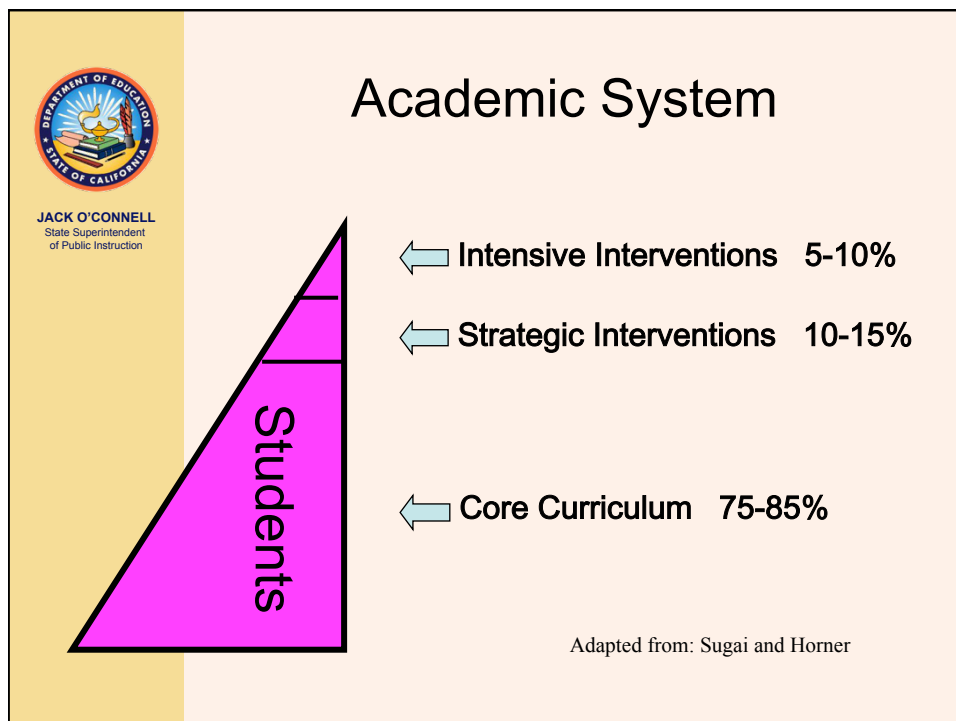 Academic System
DEPARTMENT OF EDUCATION
STATE OF CALIFORNIA
JACK O'CONNELL
State Superintendent
of Public Instruction
Intensive Interventions 5-10%
Strategic Interventions 10-15%
Students
Core Curriculum 75-85%
Adapted from: Sugai and Horner